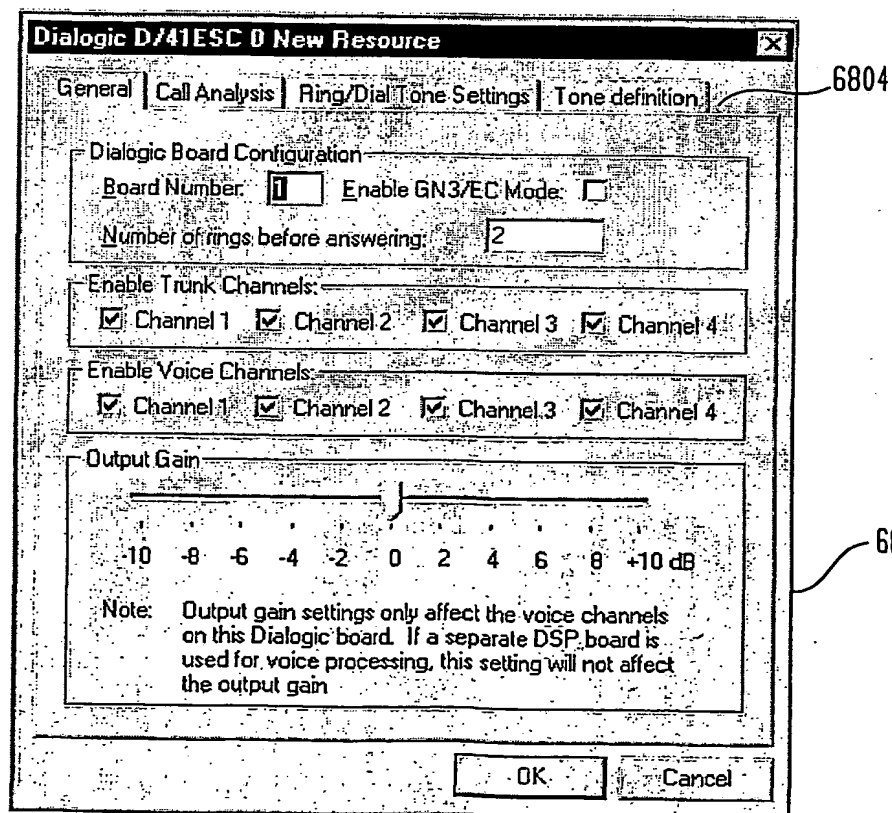 Dialogic D/41ESC 0 New Resource
General Call Analysis Ring/Dial Tone Settings Tone definition
6804
Dialogic Board Configuration
Board Number: 1 Enable GN3/EC Mode:
Number of rings before answering: 2
Enable Trunk Channels:
Channel 1 Channel 2 Channel 3 Channel 4
Enable Voice Channels:
Channel 1 Channel 2 Channel 3 Channel 4
Output Gain
-10 -8 -6 -4 -2 0 2 4 6 8 +10 dB
Note: Output gain settings only affect the voice channels
on this Dialogic board. If a separate DSP board is
used for voice processing, this setting will not affect
the output gain
OK Cancel